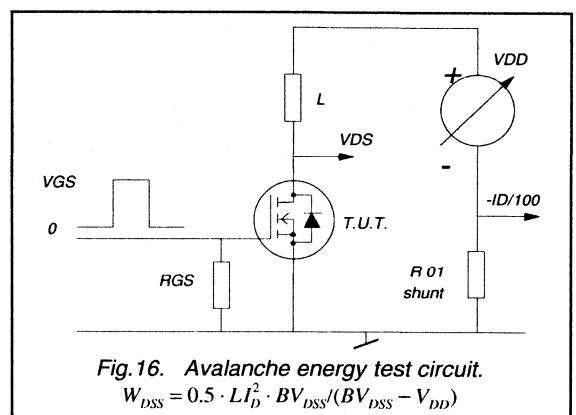 VDD
+
L
VDS
-
VGS
-ID/100
0
T.U.T.
RGS
R 01
shunt
Fig.16. Avalanche energy test circuit.
W_DSS = 0.5 · LI_D^2 · BV_DSS/(BV_DSS − V_DD)